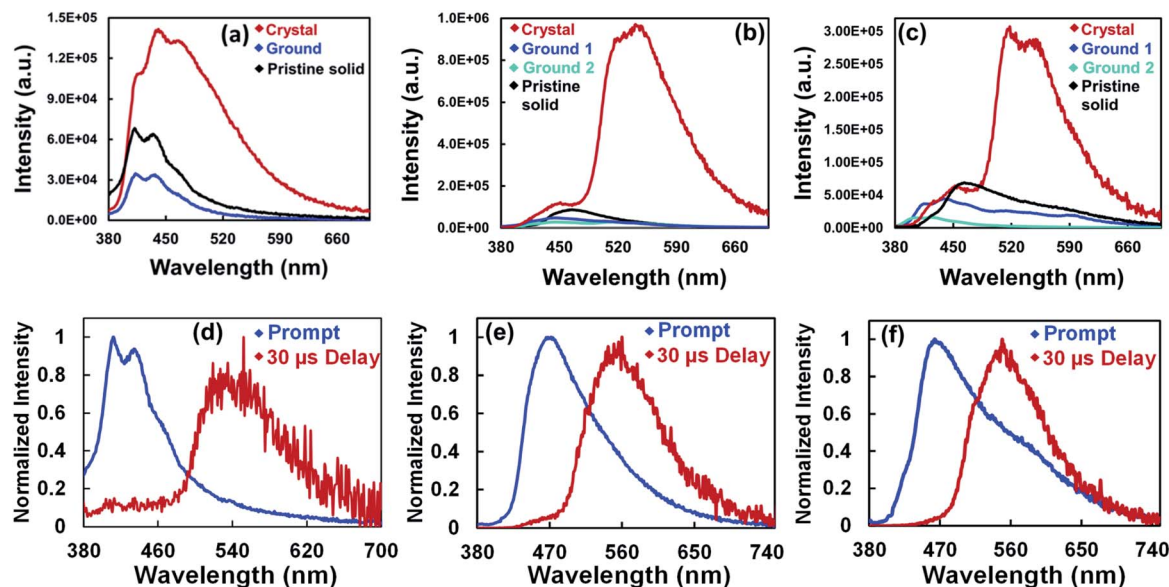 (a)
Crystal
Ground
Pristine solid
1.5E+05
1.2E+05
9.0E+04
6.0E+04
3.0E+04
0.0E+00
Intensity (a.u.)
380 450 520 590 660
Wavelength (nm)
(b)
Crystal
Ground 1
Ground 2
Pristine
solid
1.0E+06
8.0E+05
6.0E+05
4.0E+05
2.0E+05
0.0E+00
Intensity (a.u.)
380 450 520 590 660
Wavelength (nm)
(c)
Crystal
Ground 1
Ground 2
Pristine
solid
3.00E+05
2.50E+05
2.00E+05
1.50E+05
1.00E+05
5.00E+04
0.00E+00
Intensity (a.u.)
380 450 520 590 660
Wavelength (nm)
(d)
Prompt
30 µs Delay
1
0.8
0.6
0.4
0.2
0
Normalized Intensity
380 460 540 620 700
Wavelength (nm)
(e)
Prompt
30 µs Delay
1
0.8
0.6
0.4
0.2
0
Normalized Intensity
380 470 560 650 740
Wavelength (nm)
(f)
Prompt
30 µs Delay
1
0.8
0.6
0.4
0.2
0
Normalized Intensity
380 470 560 650 740
Wavelength (nm)